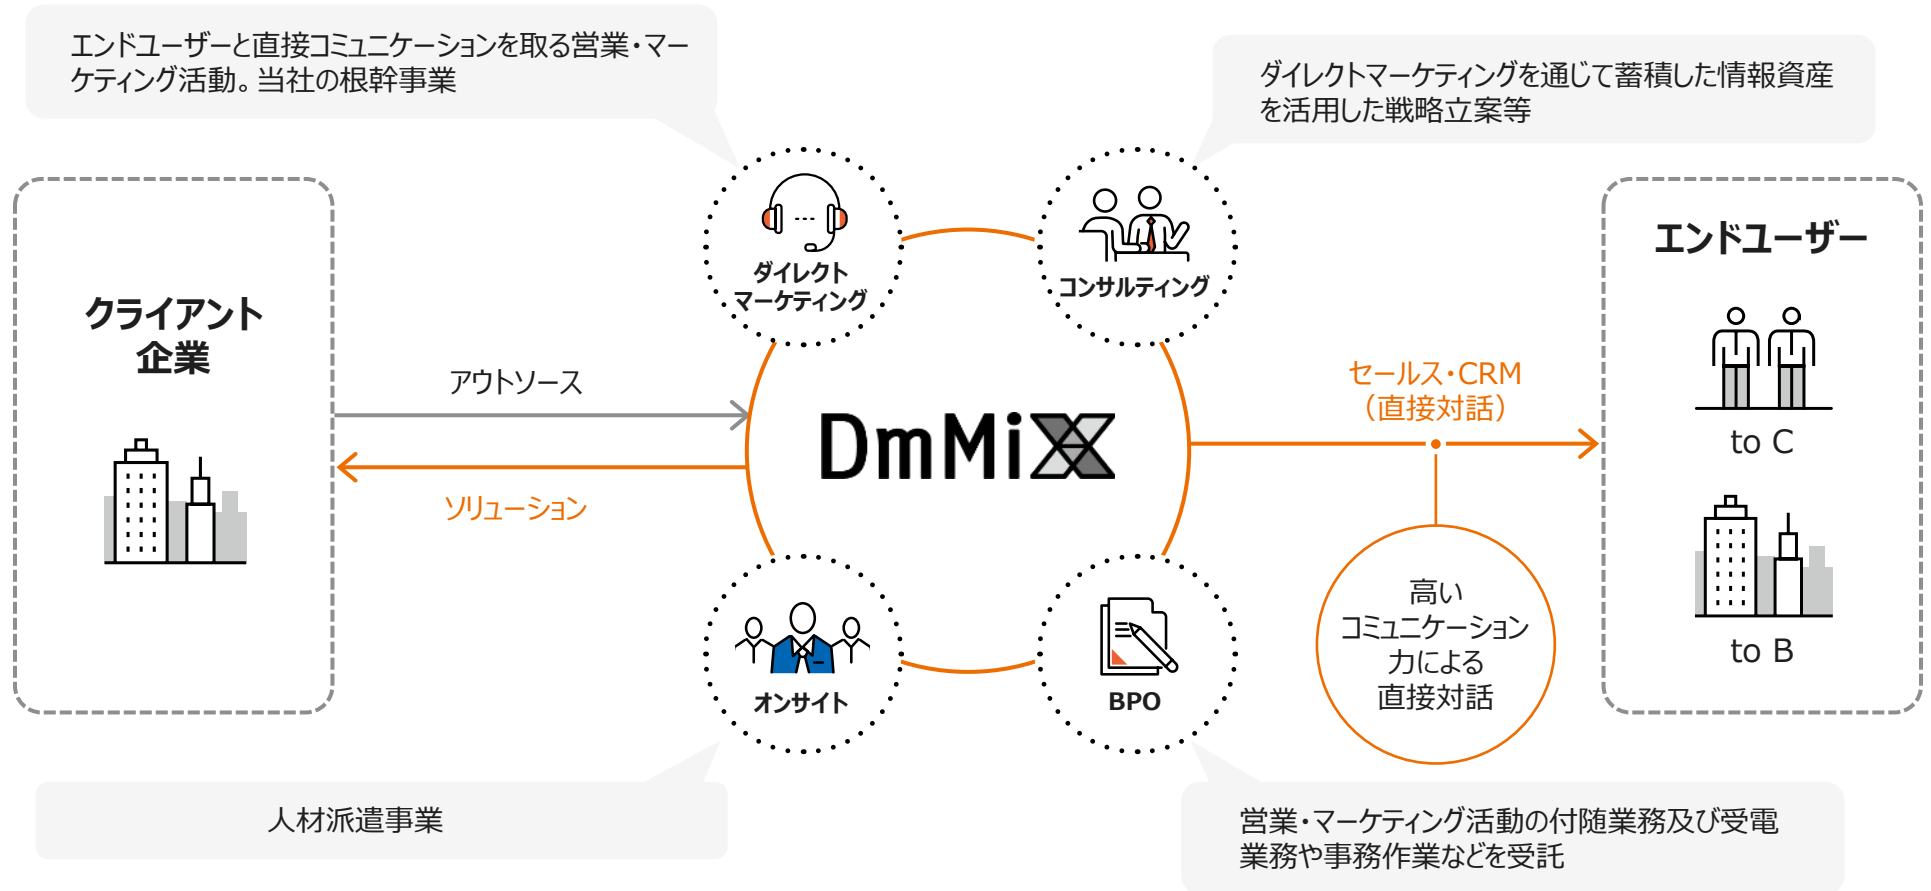 エンドユーザーと直接コミュニケーションを取る営業・マー
ケティング活動。当社の根幹事業
ダイレクトマーケティングを通じて蓄積した情報資産
を活用した戦略立案等
クライアント
企業
アウトソース
ソリューション
ダイレクト
マーケティング
コンサルティング
DmMiX
オンサイト
BPO
セールス・CRM
（直接対話）
高い
コミュニケーション
力による
直接対話
エンドユーザー
to C
to B
人材派遣事業
営業・マーケティング活動の付随業務及び受電
業務や事務作業などを受託